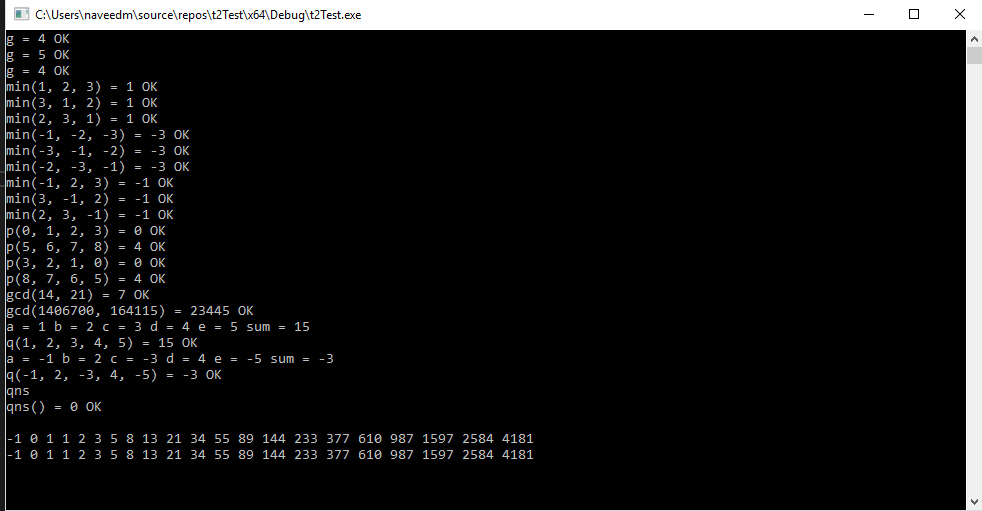 C:\Users\naveedm\source\repos\t2Test\x64\Debug\t2Test.exe
g = 4 OK
g = 5 OK
g = 4 OK
min(1, 2, 3) = 1 OK
min(3, 1, 2) = 1 OK
min(2, 3, 1) = 1 OK
min(-1, -2, -3) = -3 OK
min(-3, -1, -2) = -3 OK
min(-2, -3, -1) = -3 OK
min(-1, 2, 3) = -1 OK
min(3, -1, 2) = -1 OK
min(2, 3, -1) = -1 OK
p(0, 1, 2, 3) = 0 OK
p(5, 6, 7, 8) = 4 OK
p(3, 2, 1, 0) = 0 OK
p(8, 7, 6, 5) = 4 OK
gcd(14, 21) = 7 OK
gcd(1406700, 164115) = 23445 OK
a = 1 b = 2 c = 3 d = 4 e = 5 sum = 15
q(1, 2, 3, 4, 5) = 15 OK
a = -1 b = 2 c = -3 d = 4 e = -5 sum = -3
q(-1, 2, -3, 4, -5) = -3 OK
qns
qns() = 0 OK
-1 0 1 1 2 3 5 8 13 21 34 55 89 144 233 377 610 987 1597 2584 4181
-1 0 1 1 2 3 5 8 13 21 34 55 89 144 233 377 610 987 1597 2584 4181